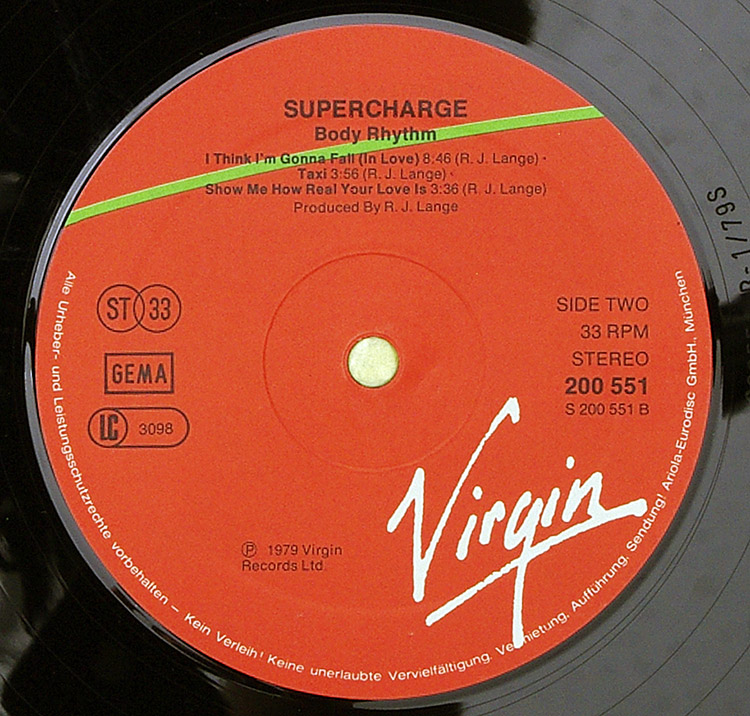 SUPERCHARGE
Body Rhythm
I Think I'm Gonna Fall (In Love) 8:46 (R. J. Lange) ·
Taxi 3:56 (R. J. Lange) ·
Show Me How Real Your Love Is 3:36 (R. J. Lange)
Produced By R. J. Lange
ST 33
GEMA
LC 3098
SIDE TWO
33 RPM
STEREO
200 551
S 200 551 B
Virgin
℗ 1979 Virgin
Records Ltd.
Alle Urheber- und Leistungsschutzrechte vorbehalten – Kein Verleih! Keine unerlaubte Vervielfältigung. Vermietung. Aufführung. Sendung! Ariola-Eurodisc GmbH., München
1/79S